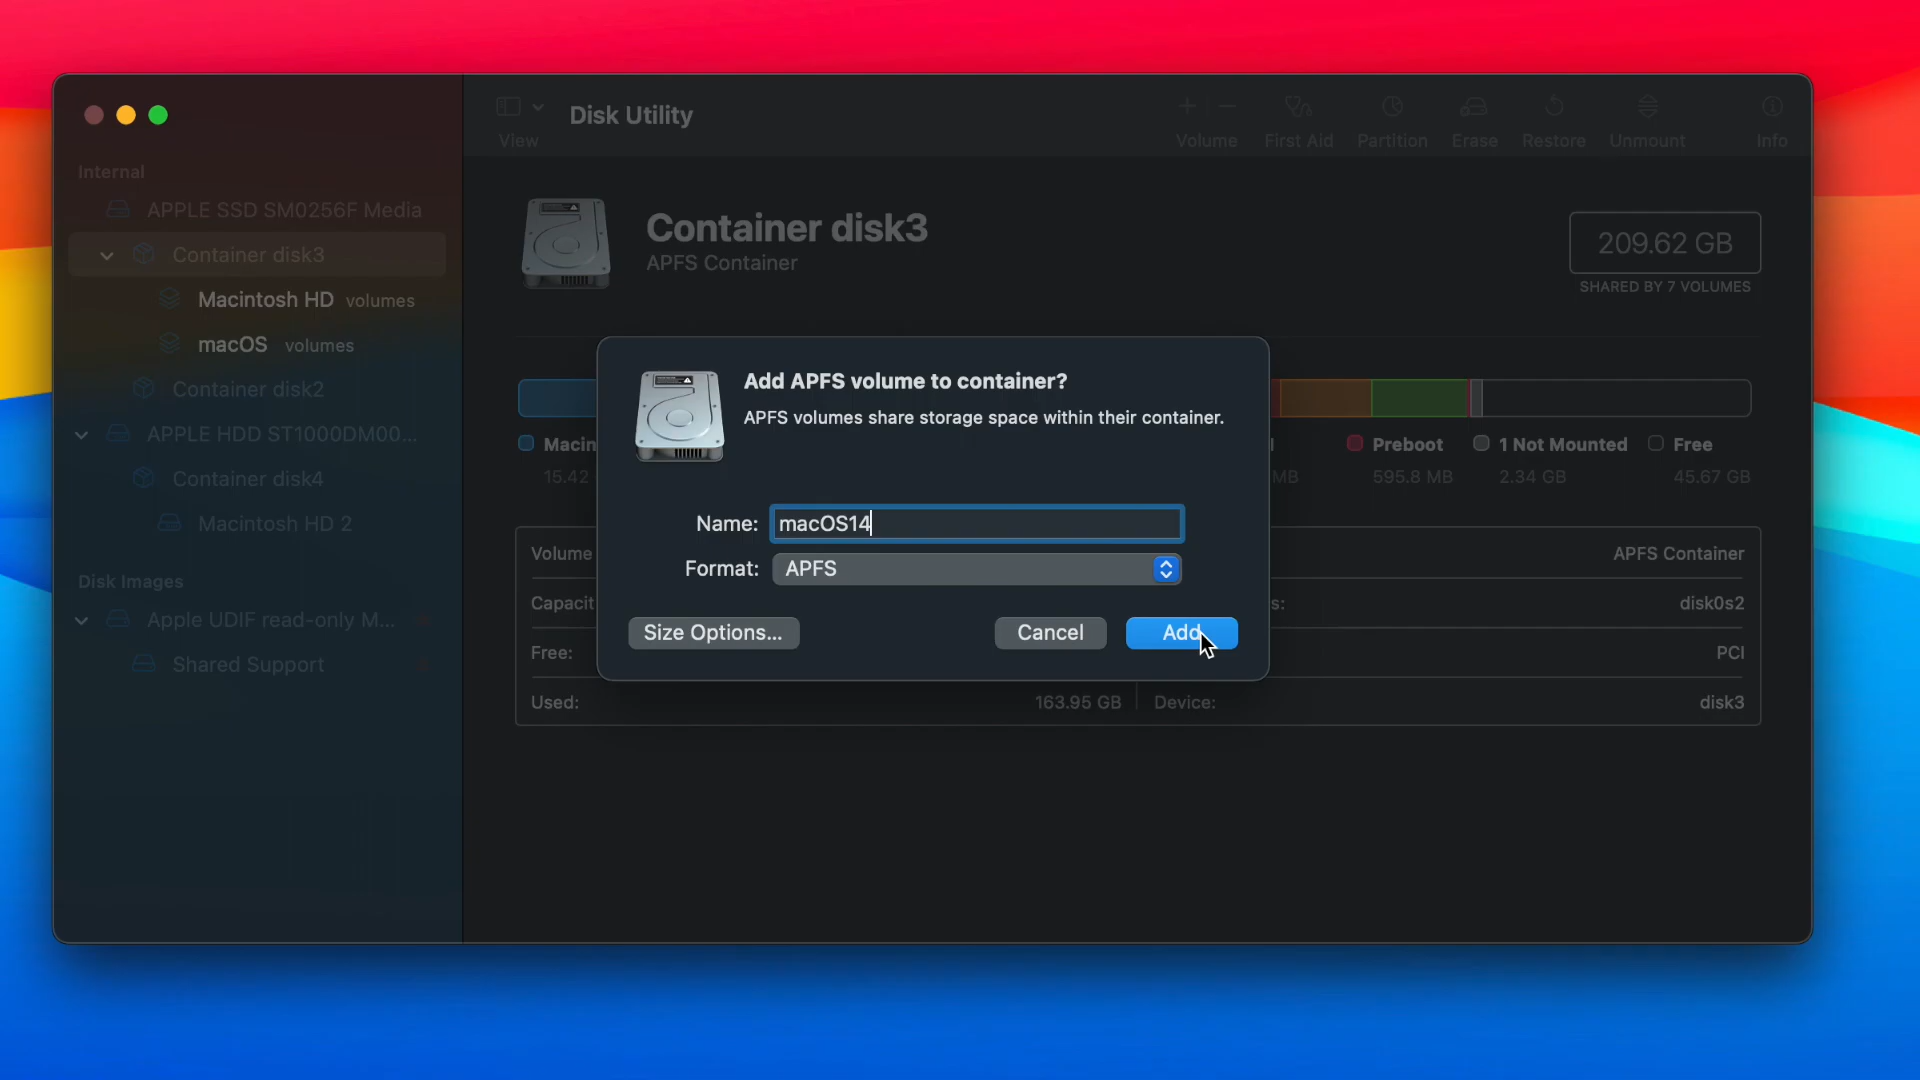 Disk Utility
View
Volume
First Aid
Partition
Erase
Restore
Unmount
Info
Internal
APPLE SSD SM0256F Media
Container disk3
Macintosh HD volumes
macOS volumes
Container disk2
APPLE HDD ST1000DM00...
Container disk4
Macintosh HD 2
Disk Images
Apple UDIF read-only M...
Shared Support
Container disk3
APFS Container
209.62 GB
SHARED BY 7 VOLUMES
Add APFS volume to container?
APFS volumes share storage space within their container.
Name: macOS14
Format: APFS
Size Options...
Cancel
Add
Preboot
595.8 MB
1 Not Mounted
2.34 GB
Free
45.67 GB
15.42
MB
Volume
APFS Container
disk0s2
Free:
PCI
Used:
163.95 GB
Device:
disk3